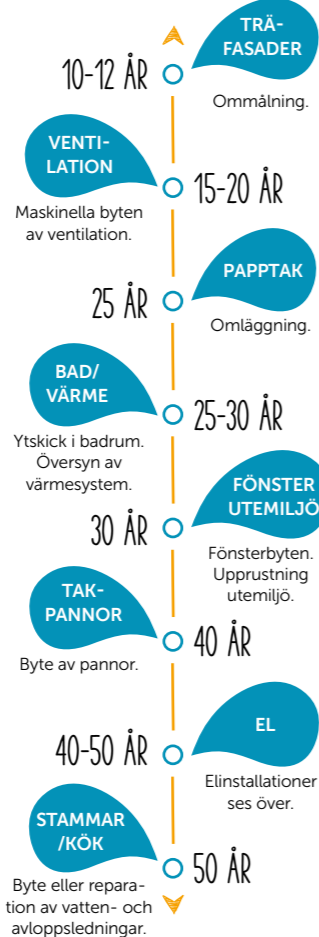 TRÄ-
FASADER
10-12 ÅR
Ommålning.
VENTI-
LATION
15-20 ÅR
Maskinella byten
av ventilation.
PAPPTAK
25 ÅR
Omläggning.
BAD/
VÄRME
25-30 ÅR
Ytskick i badrum.
Översyn av
värmesystem.
FÖNSTER
UTEMILJÖ
30 ÅR
Fönsterbyten.
Upprustning
utemiljö.
TAK-
PANNOR
40 ÅR
Byte av pannor.
EL
40-50 ÅR
Elinstallationer
ses över.
STAMMAR
/KÖK
50 ÅR
Byte eller repara-
tion av vatten- och
avloppsledningar.